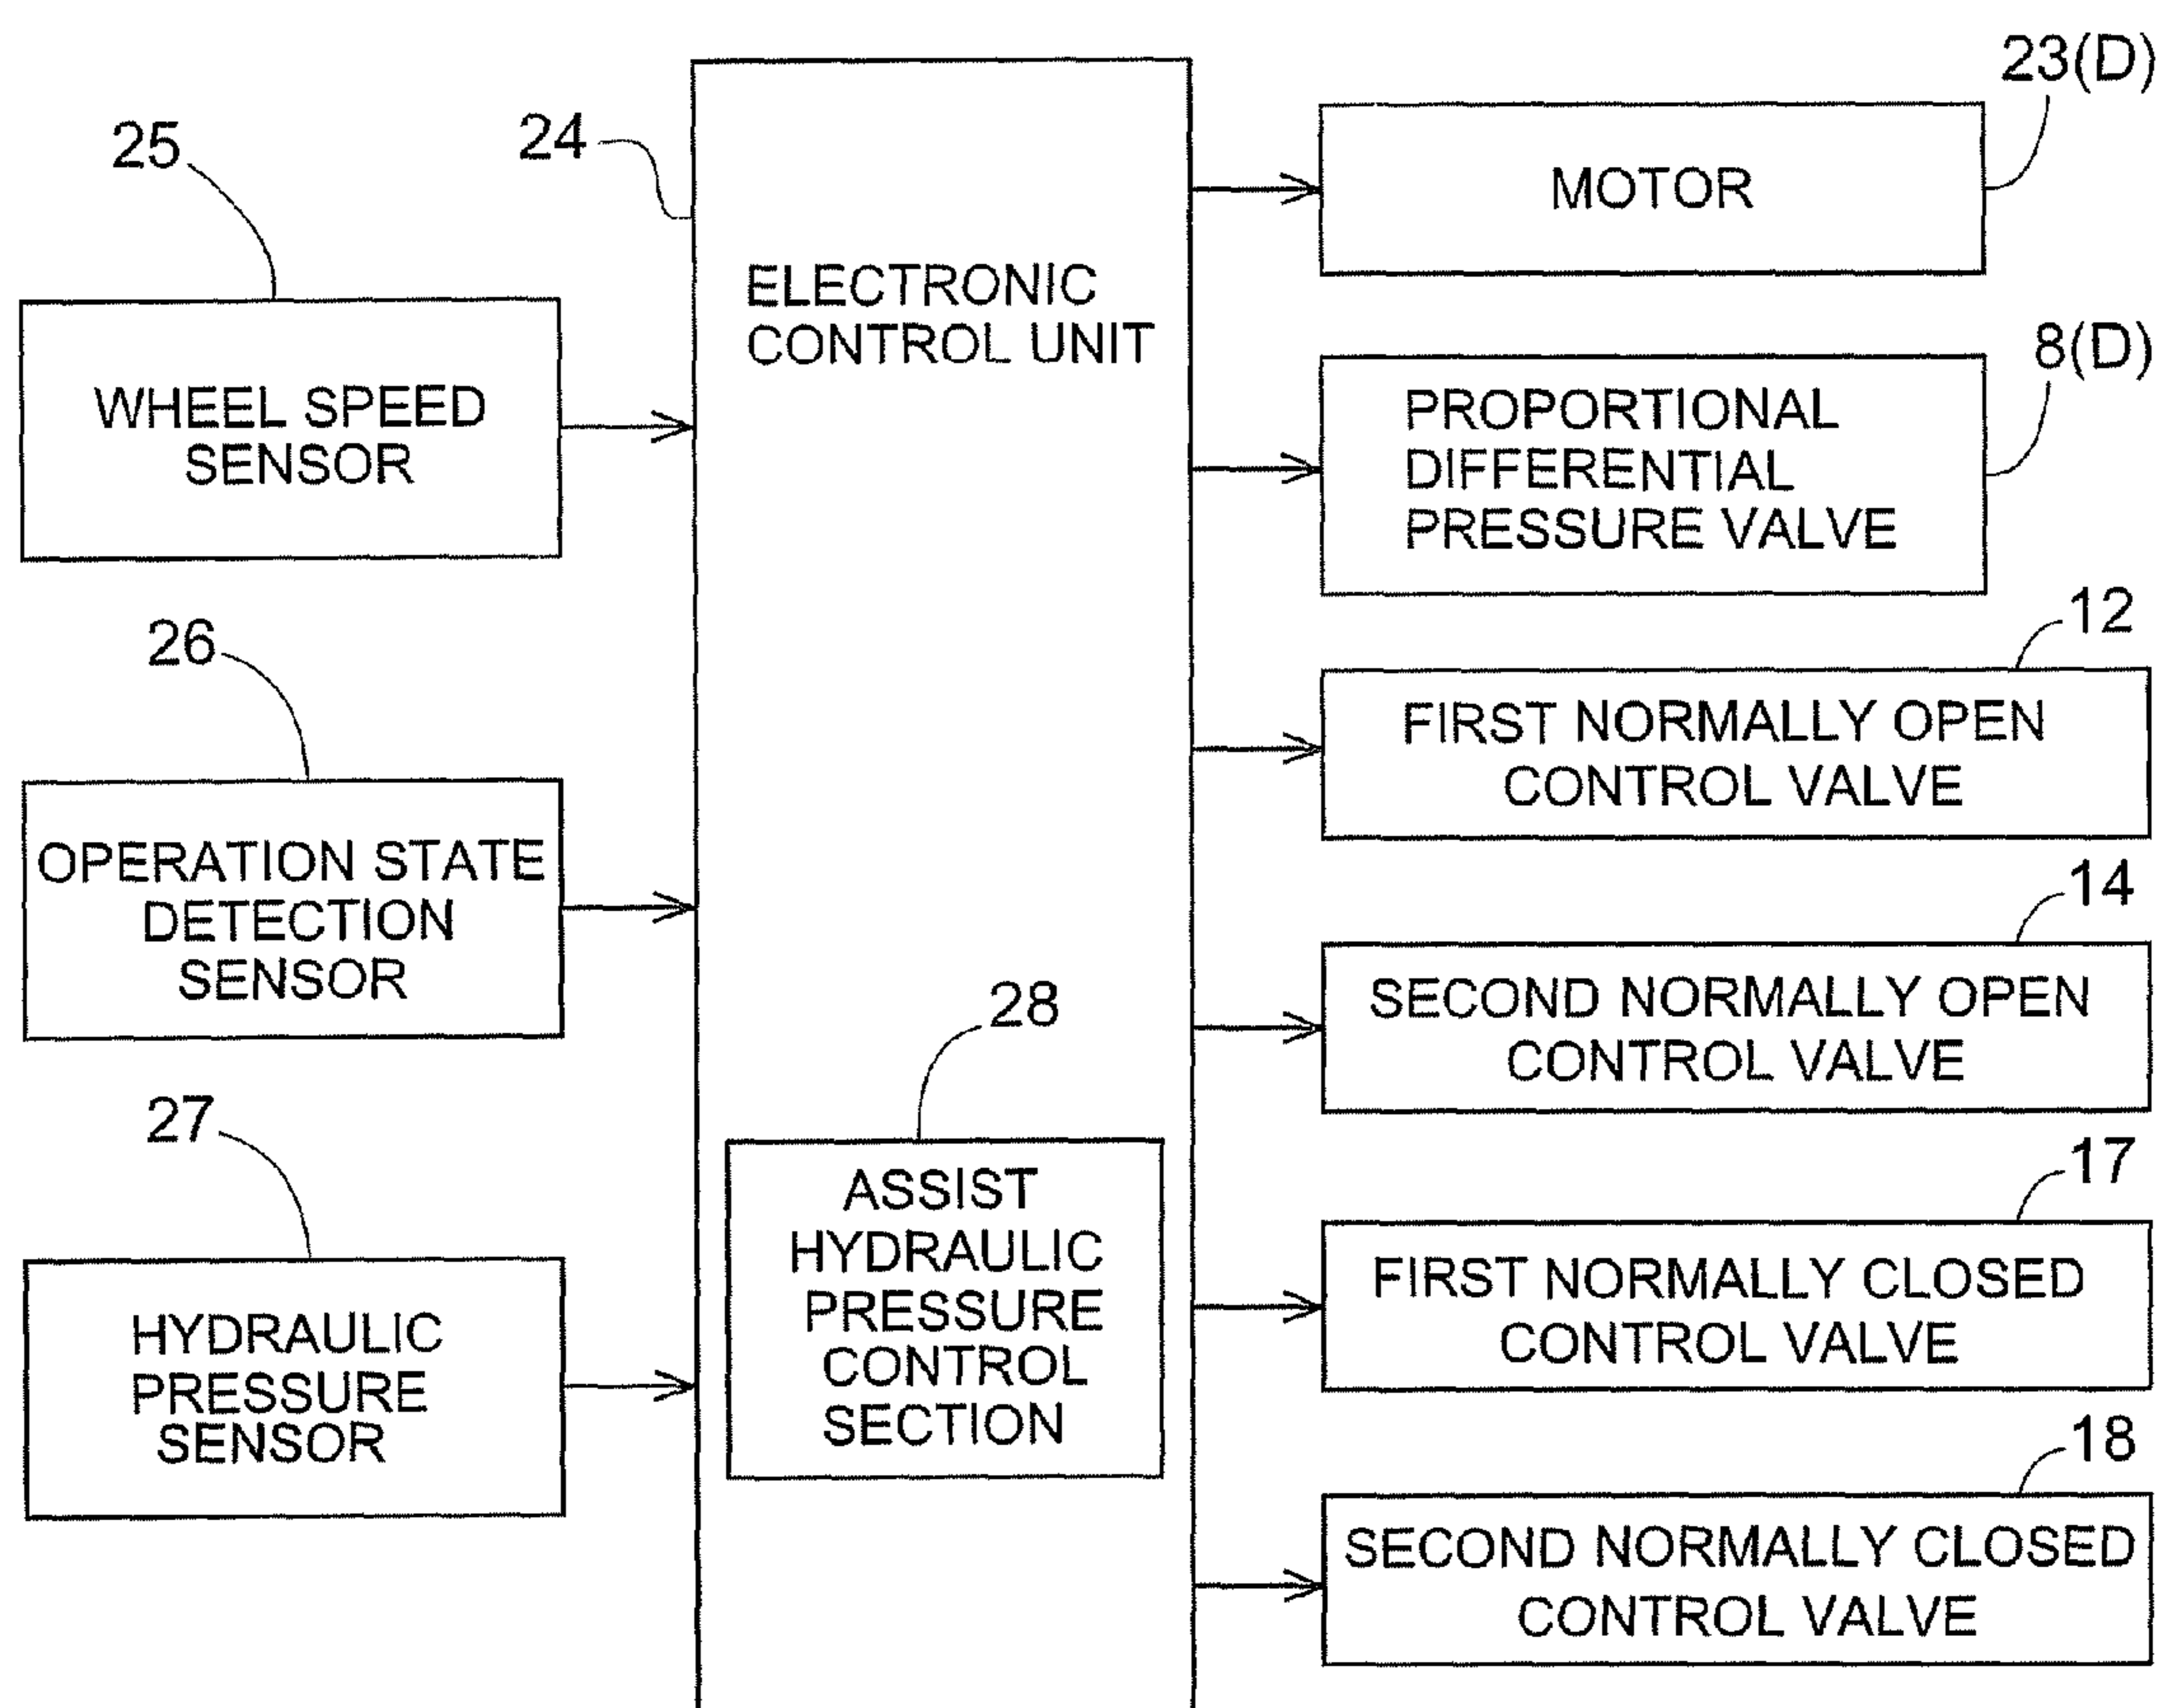 25
WHEEL SPEED
SENSOR
26
OPERATION STATE
DETECTION
SENSOR
27
HYDRAULIC
PRESSURE
SENSOR
24
ELECTRONIC
CONTROL UNIT
28
ASSIST
HYDRAULIC
PRESSURE
CONTROL
SECTION
23(D)
MOTOR
8(D)
PROPORTIONAL
DIFFERENTIAL
PRESSURE VALVE
12
FIRST NORMALLY OPEN
CONTROL VALVE
14
SECOND NORMALLY OPEN
CONTROL VALVE
17
FIRST NORMALLY CLOSED
CONTROL VALVE
18
SECOND NORMALLY CLOSED
CONTROL VALVE